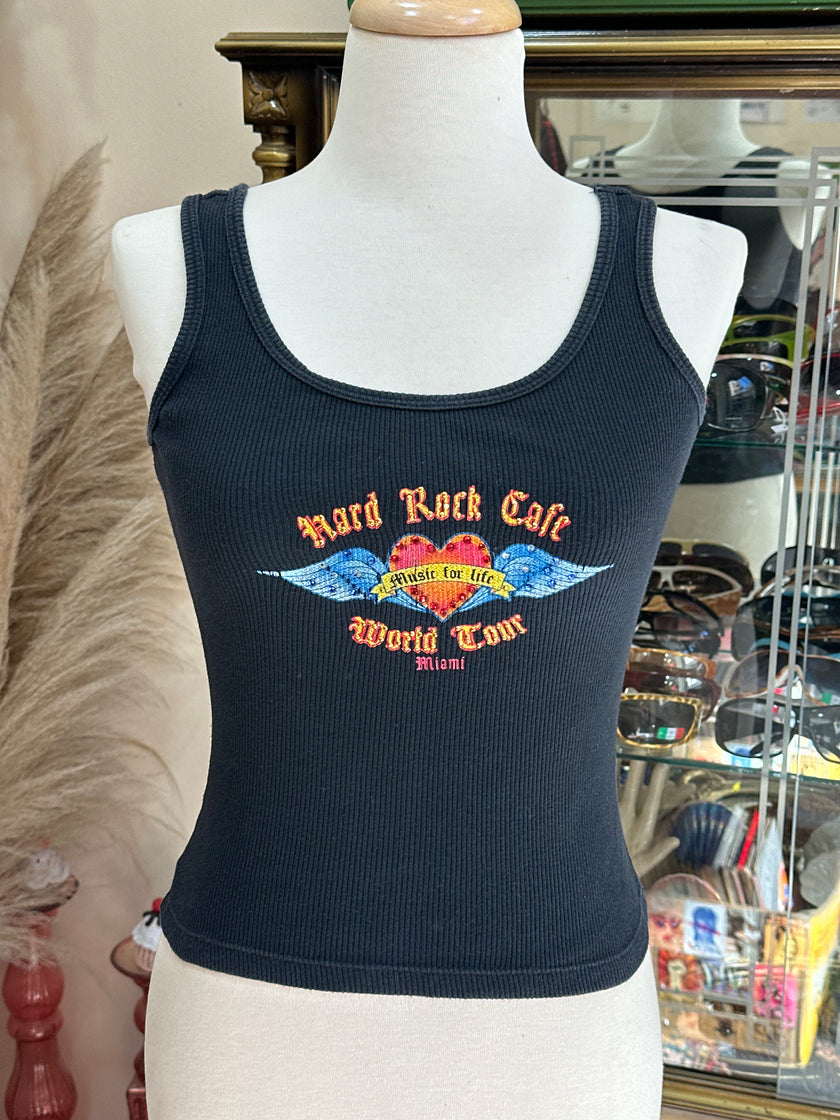 Hard Rock Cafe
Music for life
World Tour
Miami